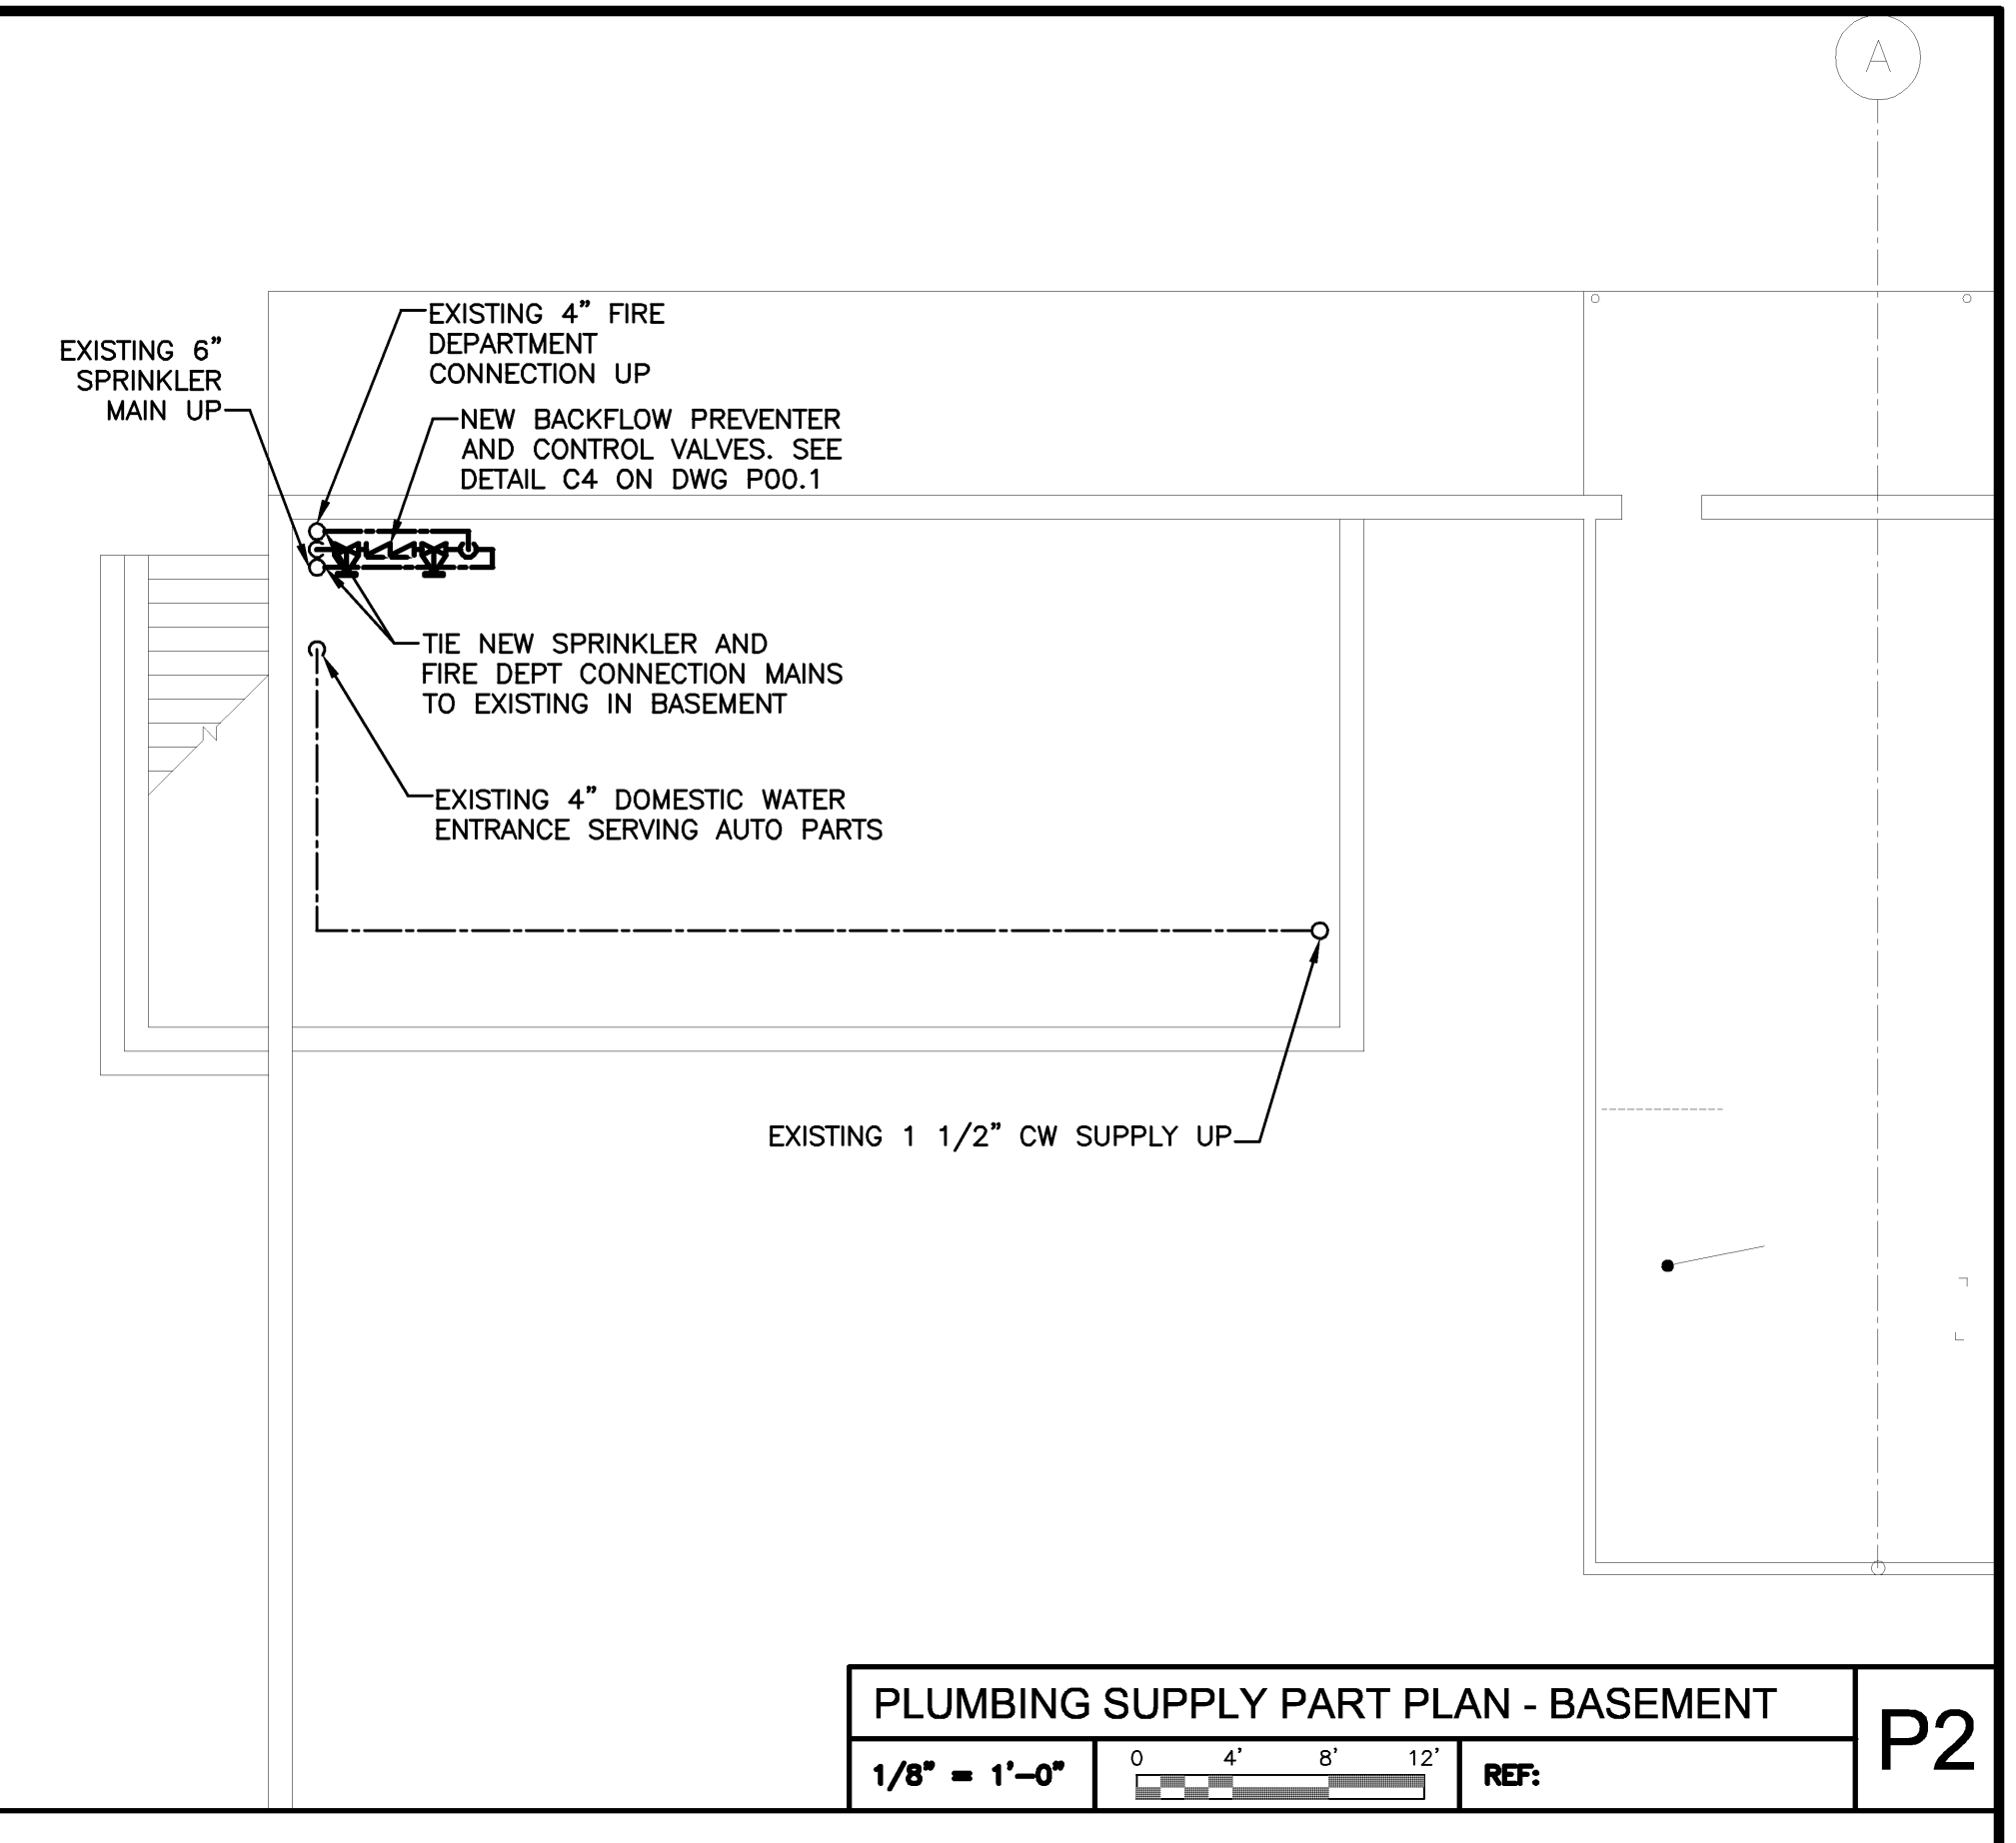 A
EXISTING 4” FIRE
DEPARTMENT
CONNECTION UP
EXISTING 6”
SPRINKLER
MAIN UP
NEW BACKFLOW PREVENTER
AND CONTROL VALVES. SEE
DETAIL C4 ON DWG P00.1
TIE NEW SPRINKLER AND
FIRE DEPT CONNECTION MAINS
TO EXISTING IN BASEMENT
EXISTING 4” DOMESTIC WATER
ENTRANCE SERVING AUTO PARTS
EXISTING 1 1/2” CW SUPPLY UP
PLUMBING SUPPLY PART PLAN - BASEMENT
P2
1/8” = 1’-0”
0 4’ 8’ 12’
REF: